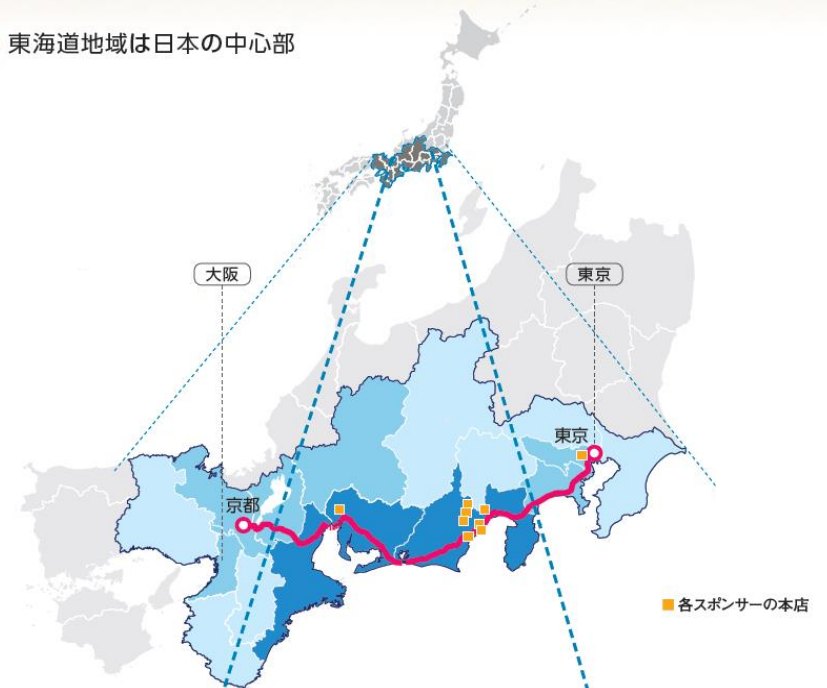 東海道地域は日本の中心部
大阪
東京
東京
京都
各スポンサーの本店